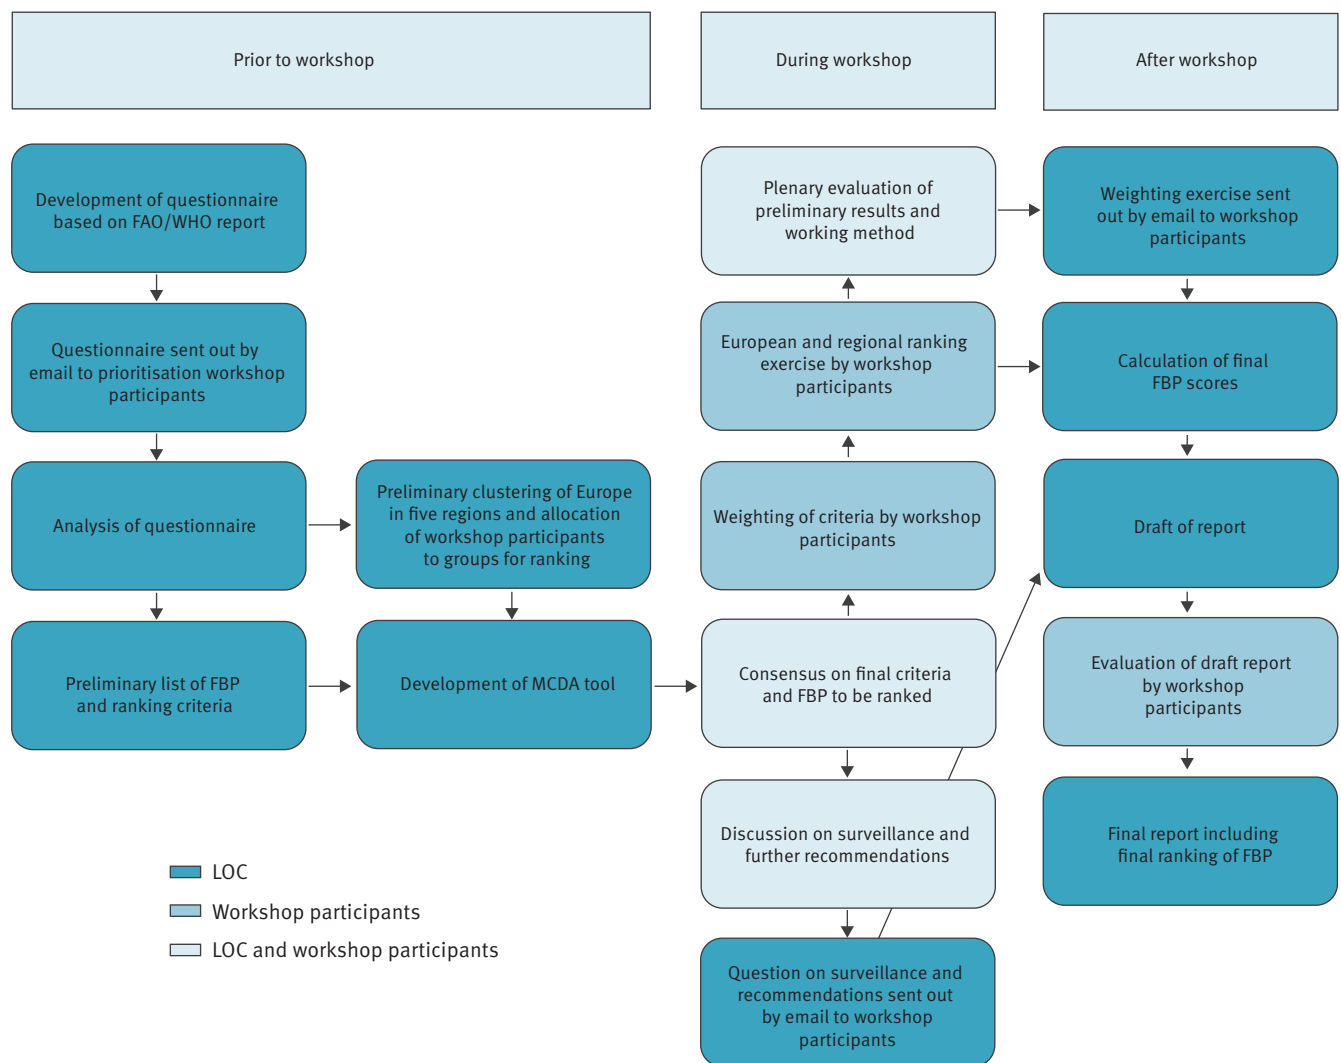 Prior to workshop
During workshop
After workshop
Development of questionnaire
based on FAO/WHO report
Questionnaire sent out by
email to prioritisation workshop
participants
Analysis of questionnaire
Preliminary list of FBP
and ranking criteria
Preliminary clustering of Europe
in five regions and allocation
of workshop participants
to groups for ranking
Development of MCDA tool
Plenary evaluation of
preliminary results and
working method
European and regional ranking
exercise by workshop
participants
Weighting of criteria by workshop
participants
Consensus on final criteria
and FBP to be ranked
Discussion on surveillance and
further recommendations
Question on surveillance and
recommendations sent out
by email to workshop
participants
Weighting exercise sent
out by email to workshop
participants
Calculation of final
FBP scores
Draft of report
Evaluation of draft report
by workshop
participants
Final report including
final ranking of FBP
LOC
Workshop participants
LOC and workshop participants